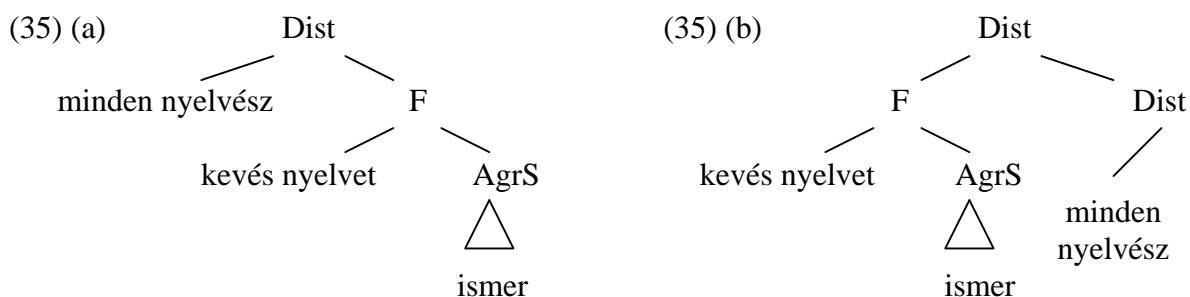 (35) (a) Dist (35) (b) Dist
minden nyelvész F F Dist
kevés nyelvet AgrS kevés nyelvet AgrS
minden
nyelvész
ismer ismer